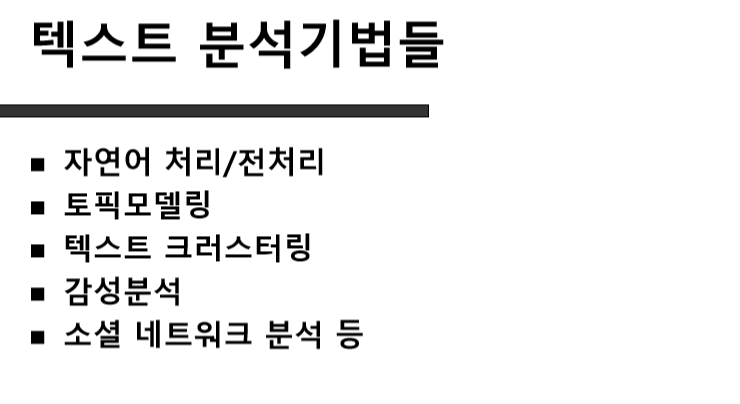 텍스트 분석기법들
▪ 자연어 처리/전처리
▪ 토픽모델링
▪ 텍스트 크러스터링
▪ 감성분석
▪ 소셜 네트워크 분석 등